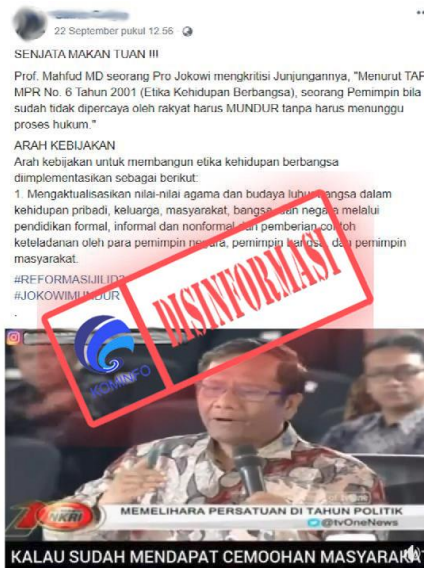 22 September pukul 12.56
SENJATA MAKAN TUAN !!!
Prof. Mahfud MD seorang Pro Jokowi mengkritisi Junjungannya, "Menurut TAP
MPR No. 6 Tahun 2001 (Etika Kehidupan Berbangsa), seorang Pemimpin bila
sudah tidak dipercaya oleh rakyat harus MUNDUR tanpa harus menunggu
proses hukum."
ARAH KEBIJAKAN
Arah kebijakan untuk membangun etika kehidupan berbangsa
diimplementasikan sebagai berikut:
1. Mengaktualisasikan nilai-nilai agama dan budaya luhur bangsa dalam
kehidupan pribadi, keluarga, masyarakat, bangsa, dan negara melalui
pendidikan formal, informal dan nonformal dan pemberian contoh
keteladanan oleh para pemimpin negara, pemimpin bangsa, dan pemimpin
masyarakat.
#REFORMASIJILID2
#JOKOWIMUNDUR
.
DISINFORMASI
KOMINFO
NKRI
MEMELIHARA PERSATUAN DI TAHUN POLITIK
@tvOneNews
KALAU SUDAH MENDAPAT CEMOOHAN MASYARAKAT